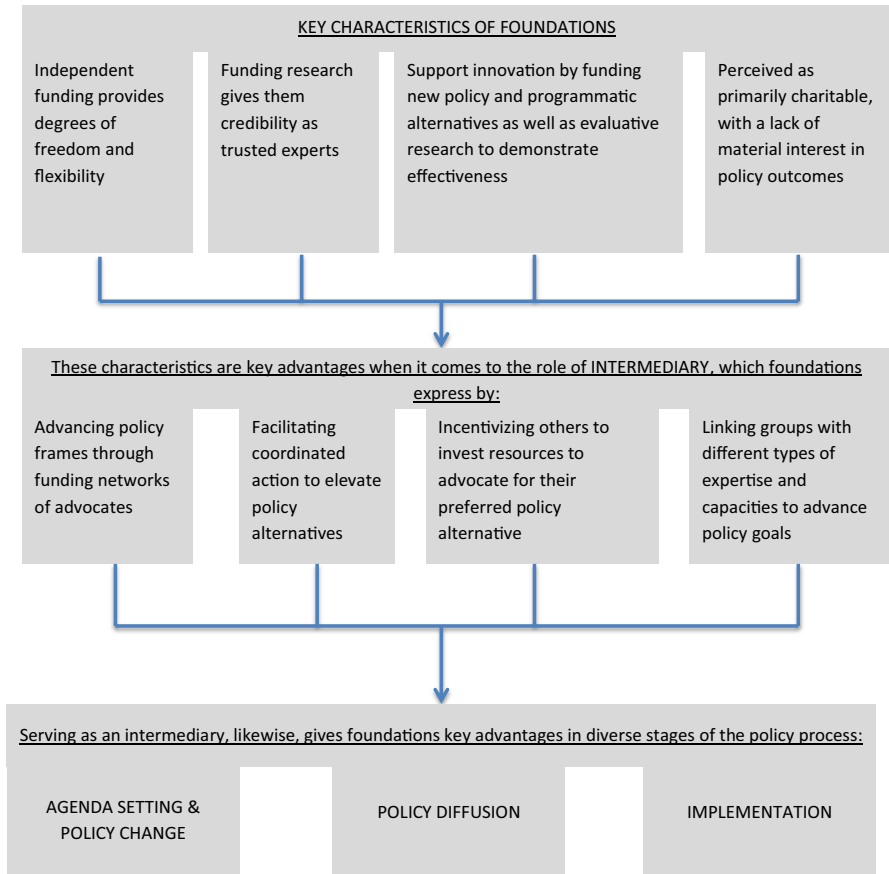 KEY CHARACTERISTICS OF FOUNDATIONS
Independent
funding provides
degrees of
freedom and
flexibility
Funding research
gives them
credibility as
trusted experts
Support innovation by funding
new policy and programmatic
alternatives as well as evaluative
research to demonstrate
effectiveness
Perceived as
primarily charitable,
with a lack of
material interest in
policy outcomes
These characteristics are key advantages when it comes to the role of INTERMEDIARY, which foundations
express by:
Advancing policy
frames through
funding networks
of advocates
Facilitating
coordinated
action to elevate
policy
alternatives
Incentivizing others to
invest resources to
advocate for their
preferred policy
alternative
Linking groups with
different types of
expertise and
capacities to advance
policy goals
Serving as an intermediary, likewise, gives foundations key advantages in diverse stages of the policy process:
AGENDA SETTING &
POLICY CHANGE
POLICY DIFFUSION
IMPLEMENTATION